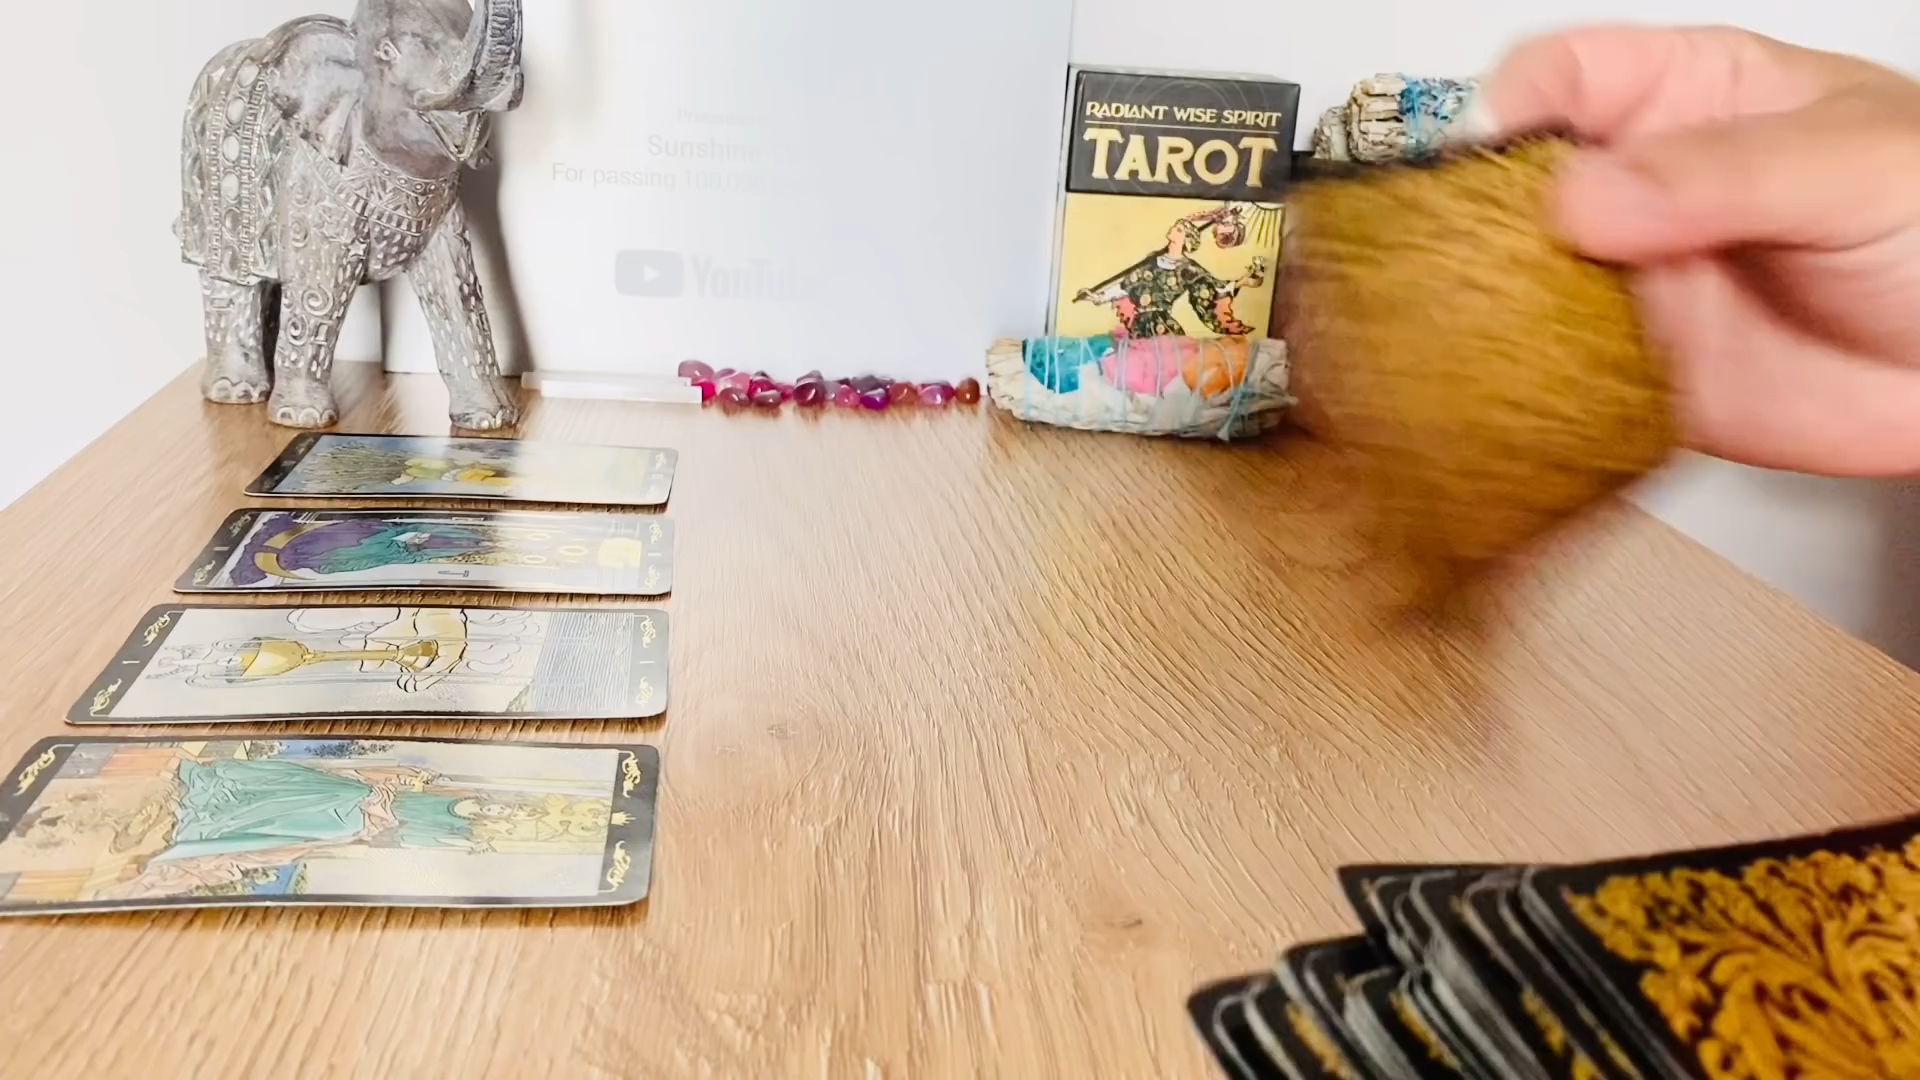 Sunshine
For passing 100,000
YouTube
RADIANT WISE SPIRIT
TAROT